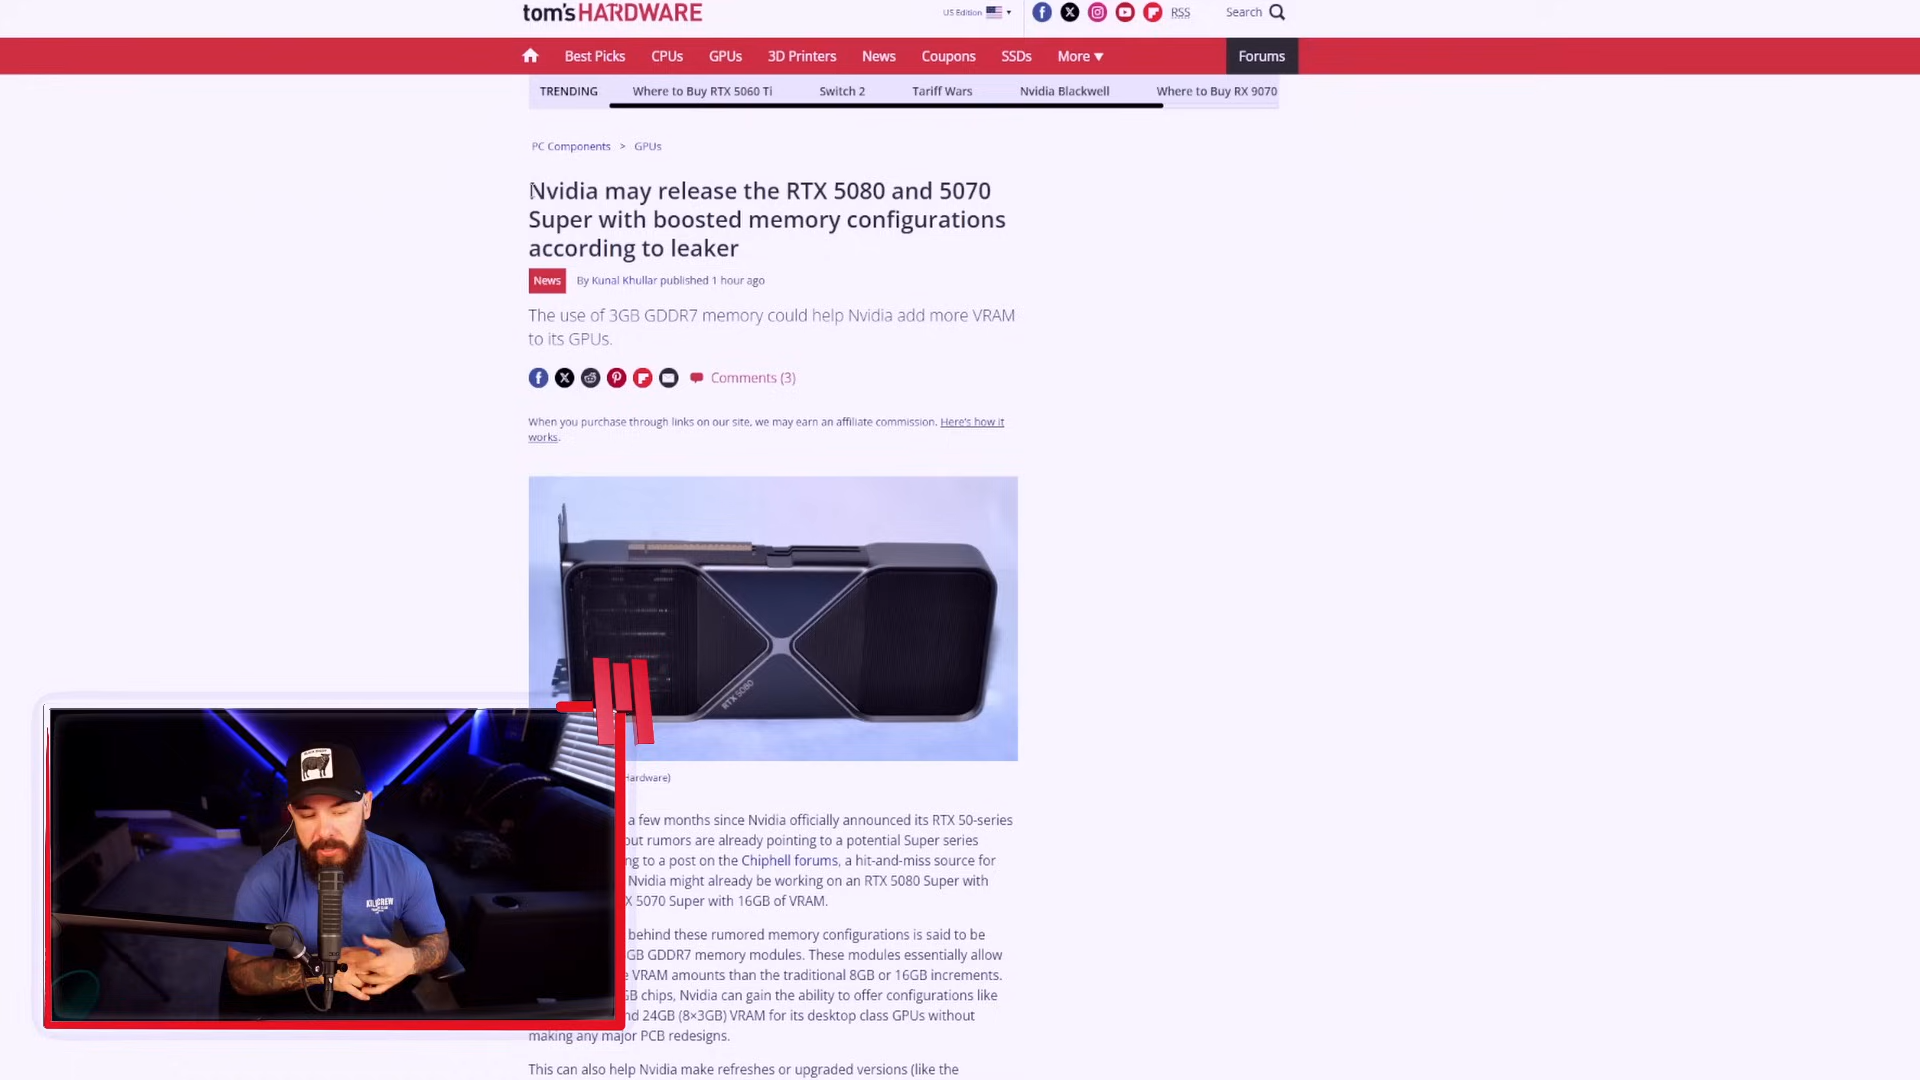 tom's HARDWARE
US Edition
RSS
Search
Best Picks
CPUs
GPUs
3D Printers
News
Coupons
SSDs
More ▼
Forums
TRENDING
Where to Buy RTX 5060 Ti
Switch 2
Tariff Wars
Nvidia Blackwell
Where to Buy RX 9070
PC Components > GPUs
Nvidia may release the RTX 5080 and 5070
Super with boosted memory configurations
according to leaker
News
By Kunal Khullar published 1 hour ago
The use of 3GB GDDR7 memory could help Nvidia add more VRAM
to its GPUs.
Comments (3)
When you purchase through links on our site, we may earn an affiliate commission. Here's how it
works.
RTX 5080
Hardware)
a few months since Nvidia officially announced its RTX 50-series
but rumors are already pointing to a potential Super series
ng to a post on the Chiphell forums, a hit-and-miss source for
Nvidia might already be working on an RTX 5080 Super with
X 5070 Super with 16GB of VRAM.
behind these rumored memory configurations is said to be
GB GDDR7 memory modules. These modules essentially allow
e VRAM amounts than the traditional 8GB or 16GB increments.
GB chips, Nvidia can gain the ability to offer configurations like
nd 24GB (8×3GB) VRAM for its desktop class GPUs without
making any major PCB redesigns.
This can also help Nvidia make refreshes or upgraded versions (like the